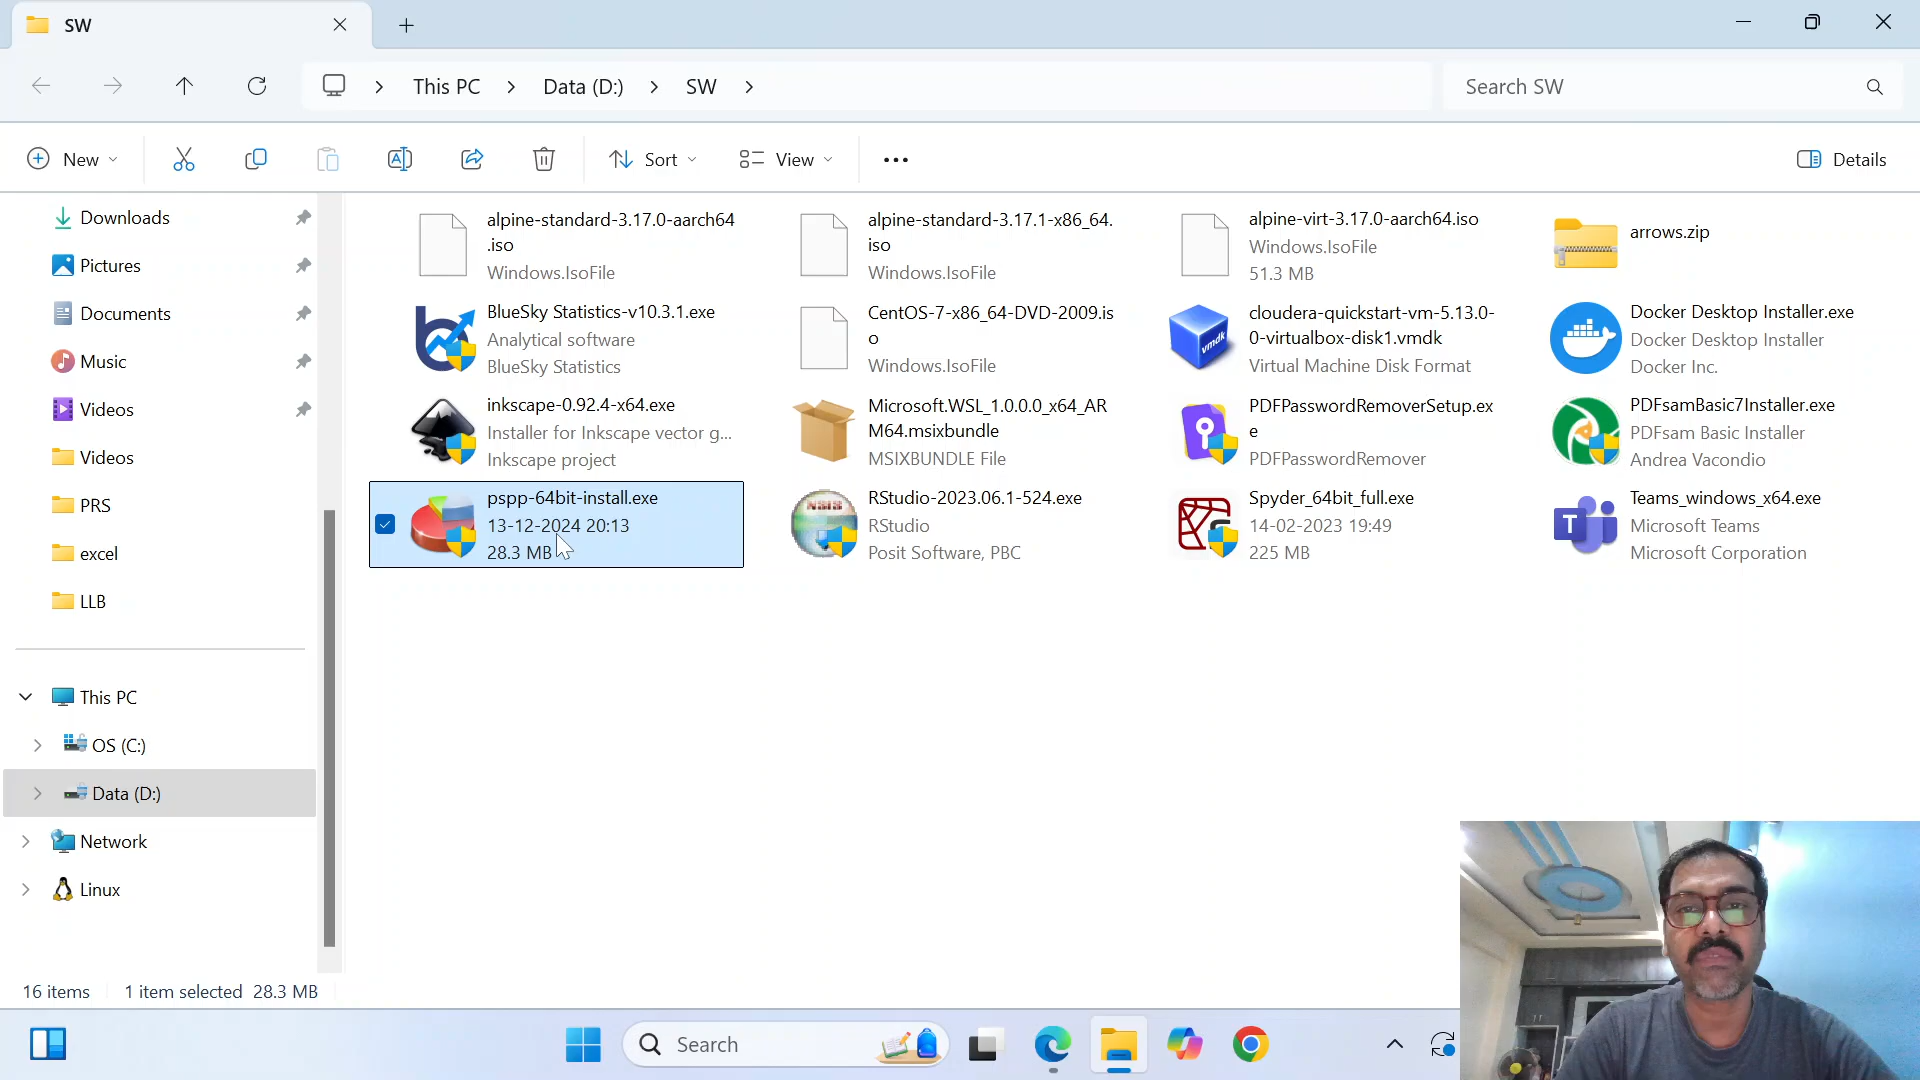 SW
This PC
Data (D:)
SW
Search SW
New
Sort
View
Details
Downloads
Pictures
Documents
Music
Videos
Videos
PRS
excel
LLB
This PC
OS (C:)
Data (D:)
Network
Linux
alpine-standard-3.17.0-aarch64
.iso
Windows.IsoFile
alpine-standard-3.17.1-x86_64.
iso
Windows.IsoFile
alpine-virt-3.17.0-aarch64.iso
Windows.IsoFile
51.3 MB
arrows.zip
BlueSky Statistics-v10.3.1.exe
Analytical software
BlueSky Statistics
CentOS-7-x86_64-DVD-2009.is
o
Windows.IsoFile
vmdk
cloudera-quickstart-vm-5.13.0-
0-virtualbox-disk1.vmdk
Virtual Machine Disk Format
Docker Desktop Installer.exe
Docker Desktop Installer
Docker Inc.
inkscape-0.92.4-x64.exe
Installer for Inkscape vector g...
Inkscape project
Microsoft.WSL_1.0.0.0_x64_AR
M64.msixbundle
MSIXBUNDLE File
PDFPasswordRemoverSetup.ex
e
PDFPasswordRemover
PDFsamBasic7Installer.exe
PDFsam Basic Installer
Andrea Vacondio
pspp-64bit-install.exe
13-12-2024 20:13
28.3 MB
NSIS
RStudio-2023.06.1-524.exe
RStudio
Posit Software, PBC
Spyder_64bit_full.exe
14-02-2023 19:49
225 MB
T
Teams_windows_x64.exe
Microsoft Teams
Microsoft Corporation
16 items
1 item selected 28.3 MB
Search